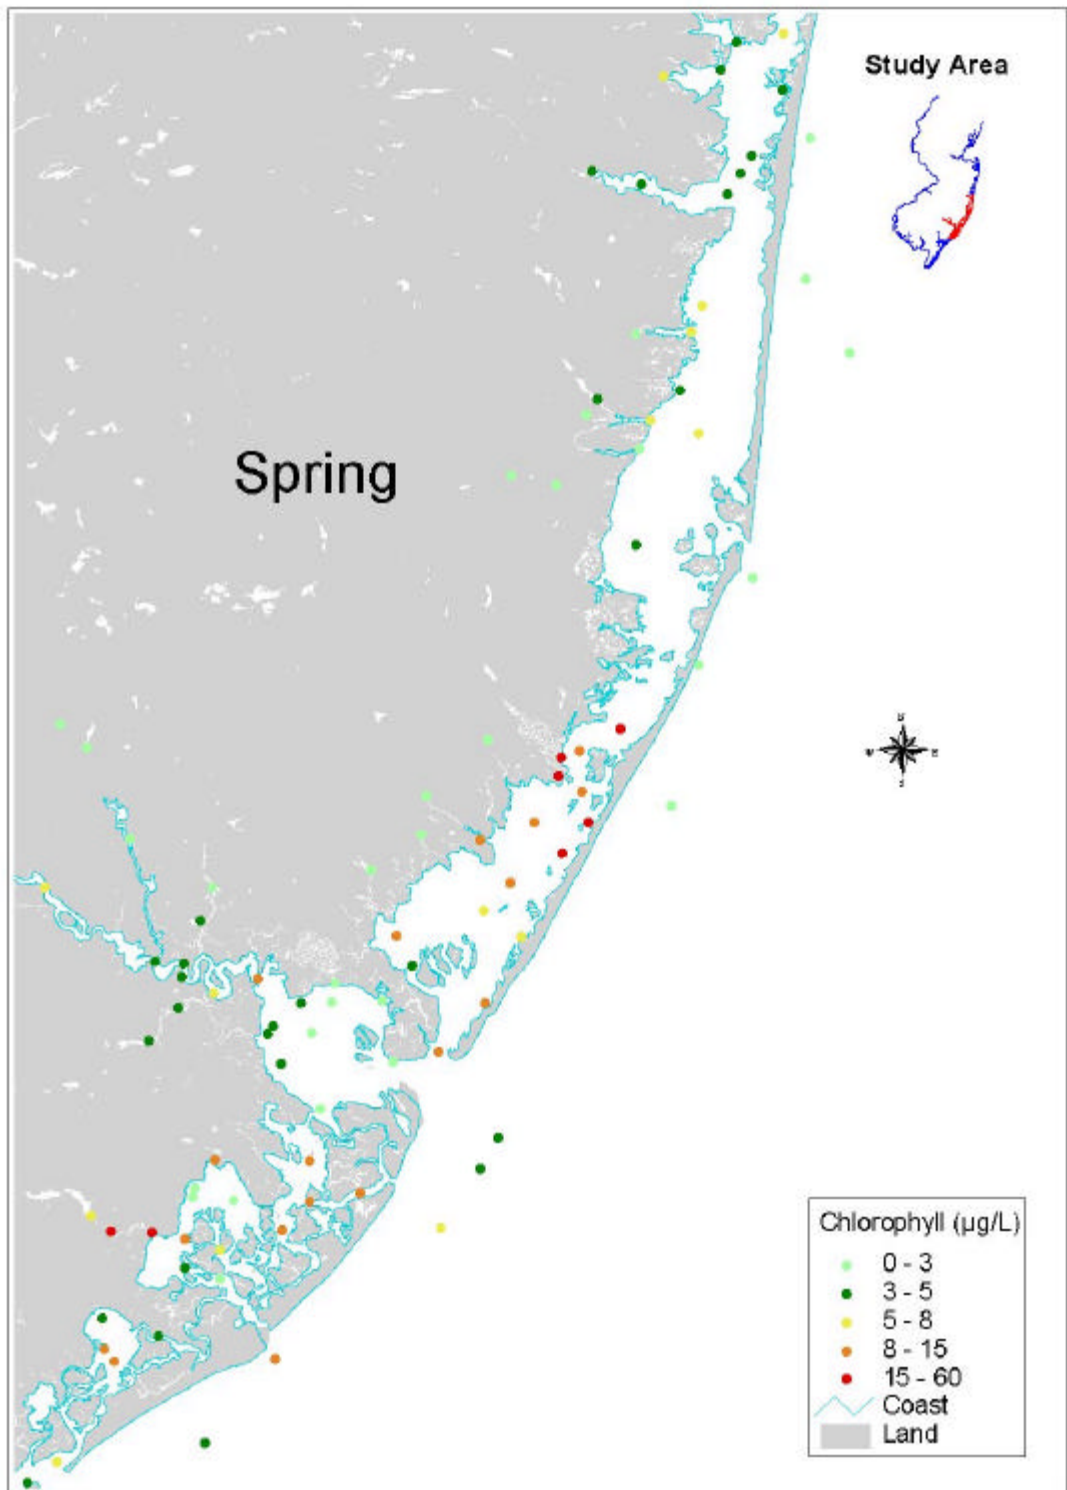 Study Area
Spring
N
W
E
S
Chlorophyll (µg/L)
0 - 3
3 - 5
5 - 8
8 - 15
15 - 60
Coast
Land